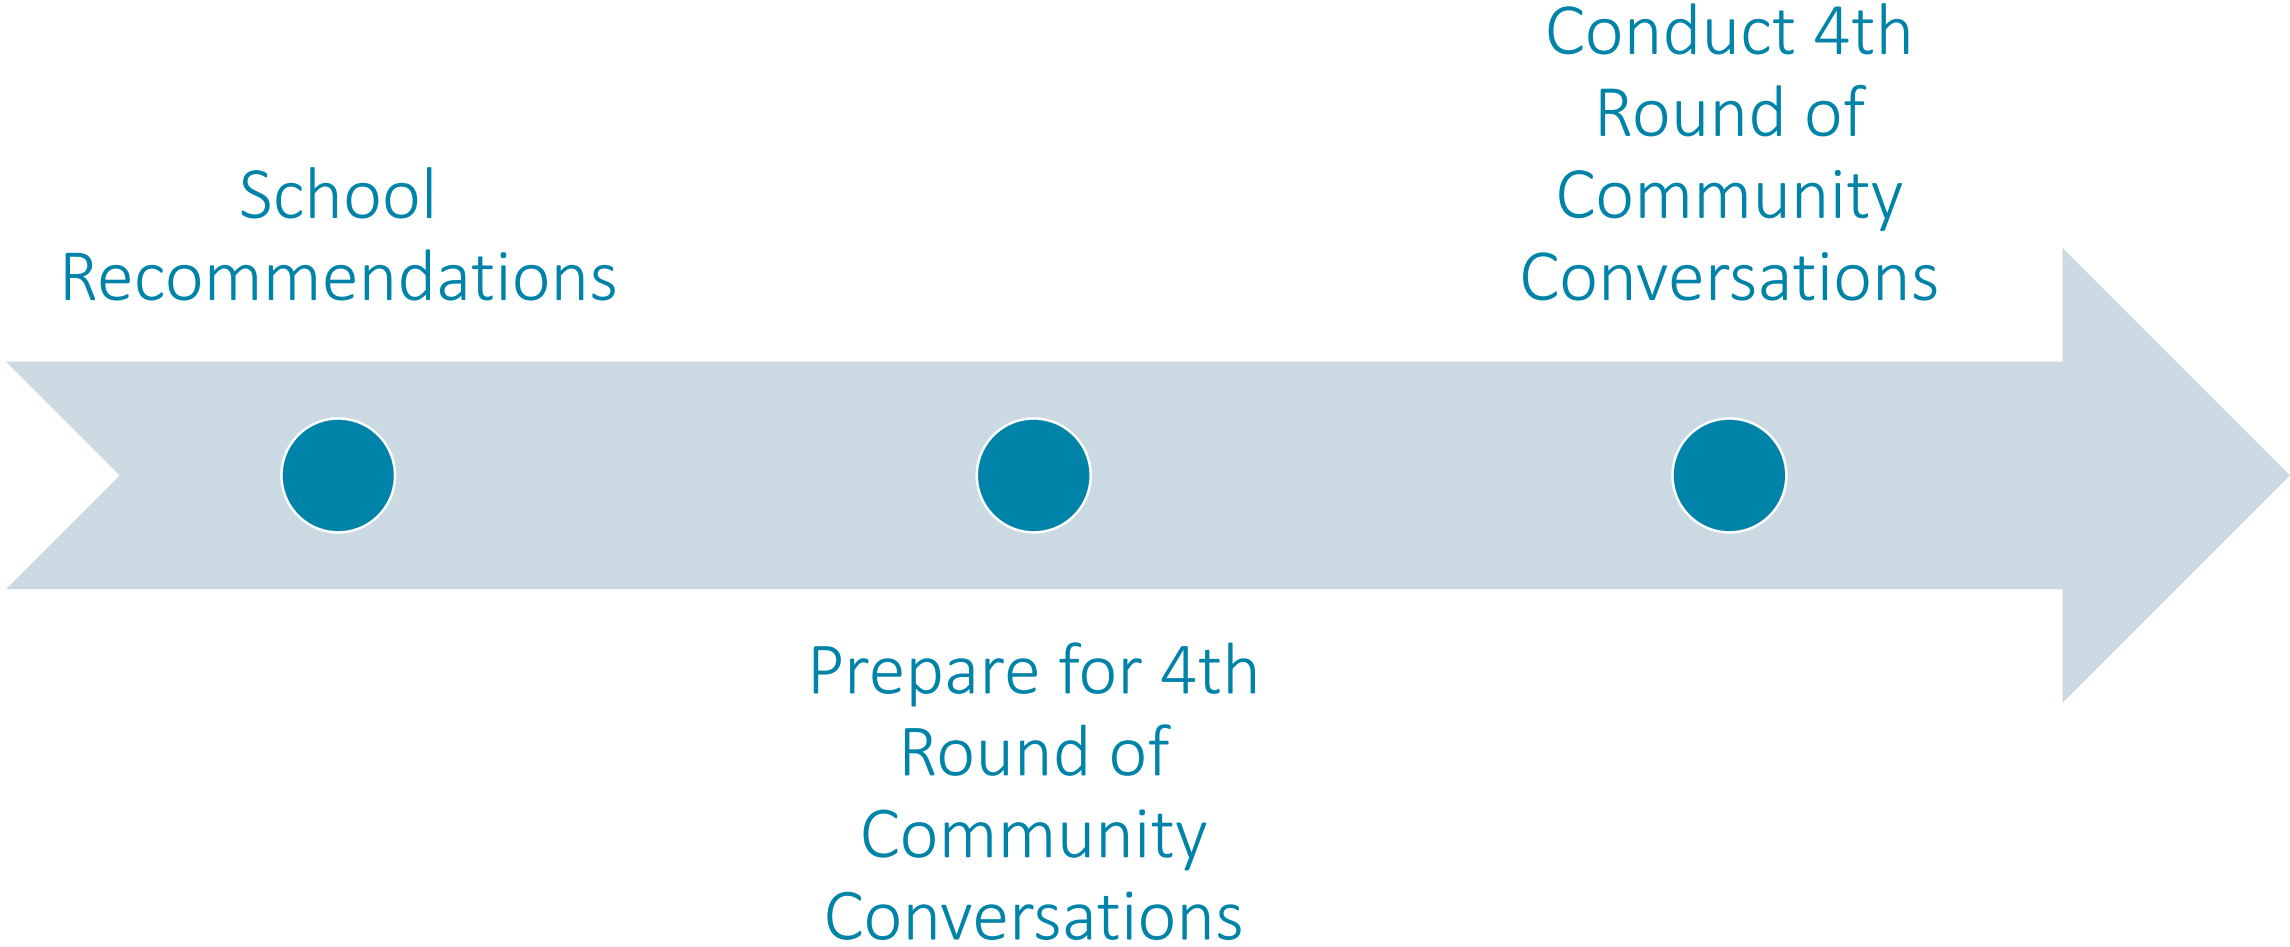 School
Recommendations
Prepare for 4th
Round of
Community
Conversations
Conduct 4th
Round of
Community
Conversations